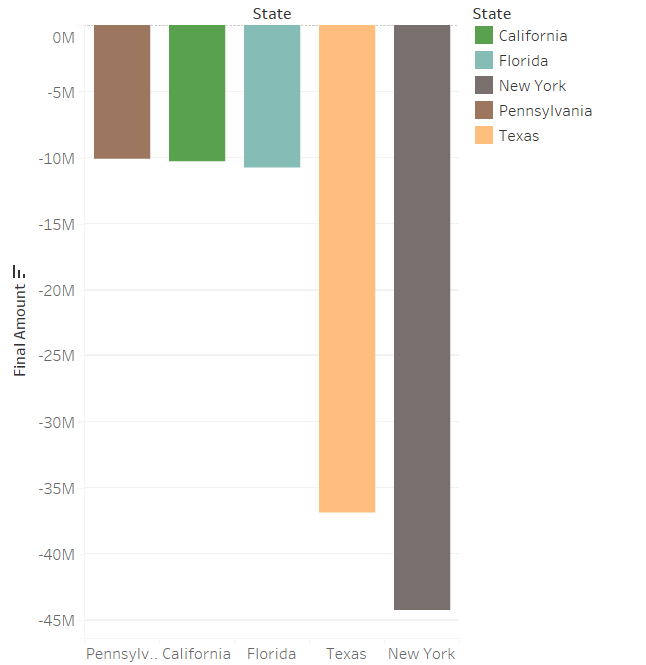 State
0M
-5M
-10M
-15M
-20M
-25M
-30M
-35M
-40M
-45M
Final Amount
Pennsylv.. California Florida Texas New York
State
California
Florida
New York
Pennsylvania
Texas